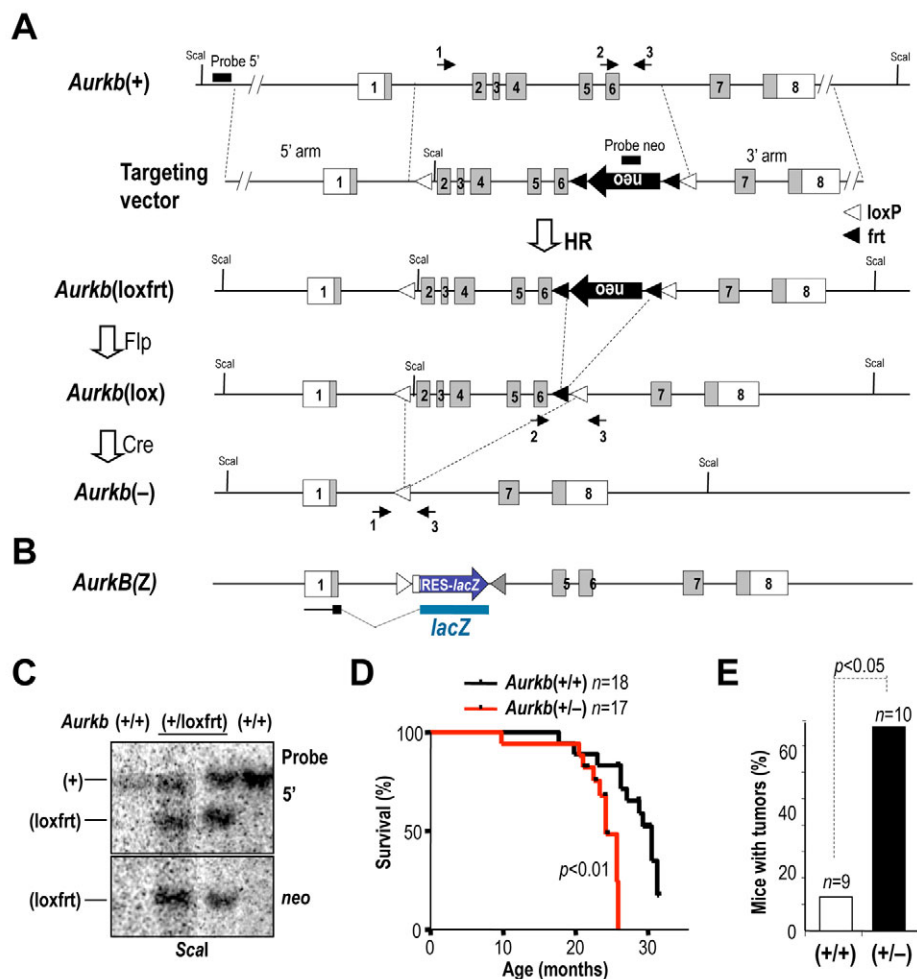 A
ScaI Probe 5' 1 2 3 ScaI
Aurkb(+) 1 2 3 4 5 6 7 8
5' arm ScaI Probe neo 3' arm
Targeting vector 1 2 3 4 5 6 neo 7 8
loxP
HR frt
ScaI ScaI ScaI
Aurkb(loxfrt) 1 2 3 4 5 6 neo 7 8
Flp
ScaI ScaI ScaI
Aurkb(lox) 1 2 3 4 5 6 7 8
2 3
Cre
ScaI ScaI
Aurkb(–) 1 7 8
1 3
B
AurkB(Z) 1 IRES-lacZ 5 6 7 8
lacZ
C
Aurkb (+/+) (+/loxfrt) (+/+)
Probe
(+) 5'
(loxfrt)
(loxfrt) neo
ScaI
D
Aurkb(+/+) n=18
Aurkb(+/–) n=17
100
50
0
Survival (%)
p<0.01
0 10 20 30
Age (months)
E
p<0.05
n=10
60
40
20
0
Mice with tumors (%)
n=9
(+/+) (+/–)